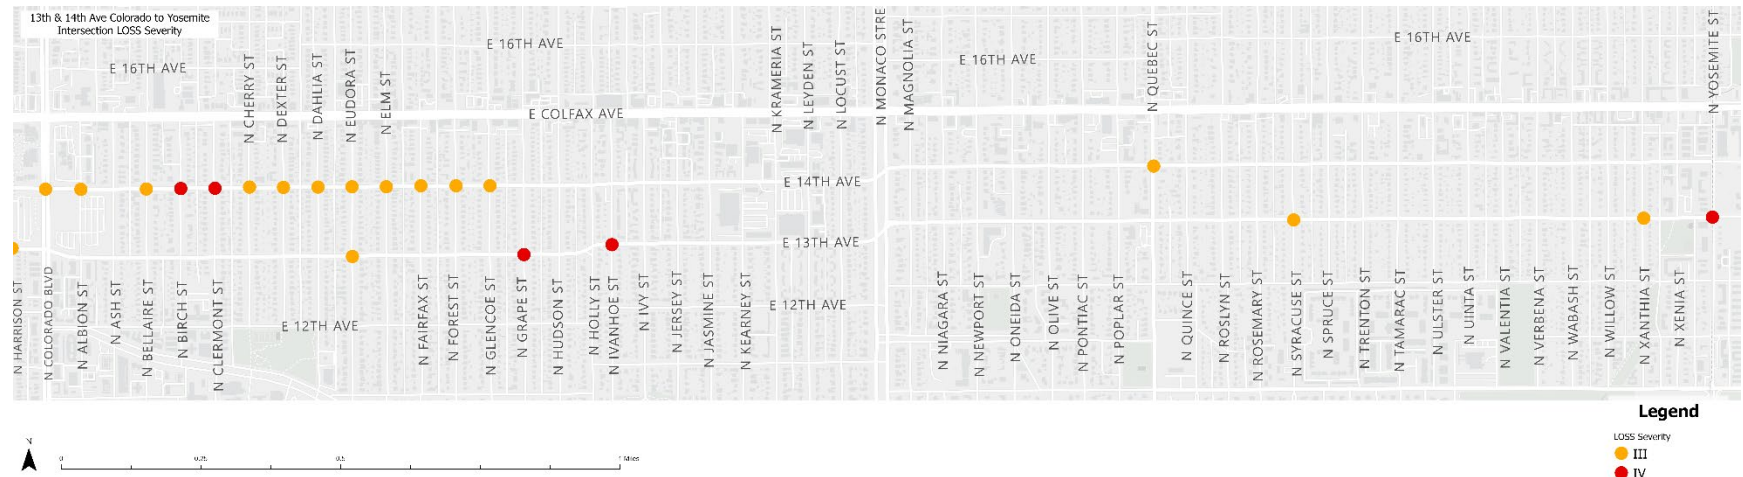 13th & 14th Ave Colorado to Yosemite
Intersection LOSS Severity
E 16TH AVE
E 16TH AVE
E 16TH AVE
E 16TH AVE
N CHERRY ST
N DEXTER ST
N DAHLIA ST
N EUDORA ST
N ELM ST
N KRAMERIA ST
N LEYDEN ST
N LOCUST ST
N MONACO STRE
N MAGNOLIA ST
N QUEBEC ST
N YOSEMITE ST
E COLFAX AVE
E 14TH AVE
E 13TH AVE
E 12TH AVE
E 12TH AVE
N HARRISON ST
N COLORADO BLVD
N ALBION ST
N ASH ST
N BELLAIRE ST
N BIRCH ST
N CLERMONT ST
N FAIRFAX ST
N FOREST ST
N GLENCOE ST
N GRAPE ST
N HUDSON ST
N HOLLY ST
N IVANHOE ST
N IVY ST
N JERSEY ST
N JASMINE ST
N KEARNEY ST
N NIAGARA ST
N NEWPORT ST
N ONEIDA ST
N OLIVE ST
N PONTIAC ST
N POPLAR ST
N QUINCE ST
N ROSLYN ST
N ROSEMARY ST
N SYRACUSE ST
N SPRUCE ST
N TRENTON ST
N TAMARAC ST
N ULSTER ST
N UINTA ST
N VALENTIA ST
N VERBENA ST
N WABASH ST
N WILLOW ST
N XANTHIA ST
N XENIA ST
N
0 0.25 0.5 1 Miles
Legend
LOSS Severity
III
IV